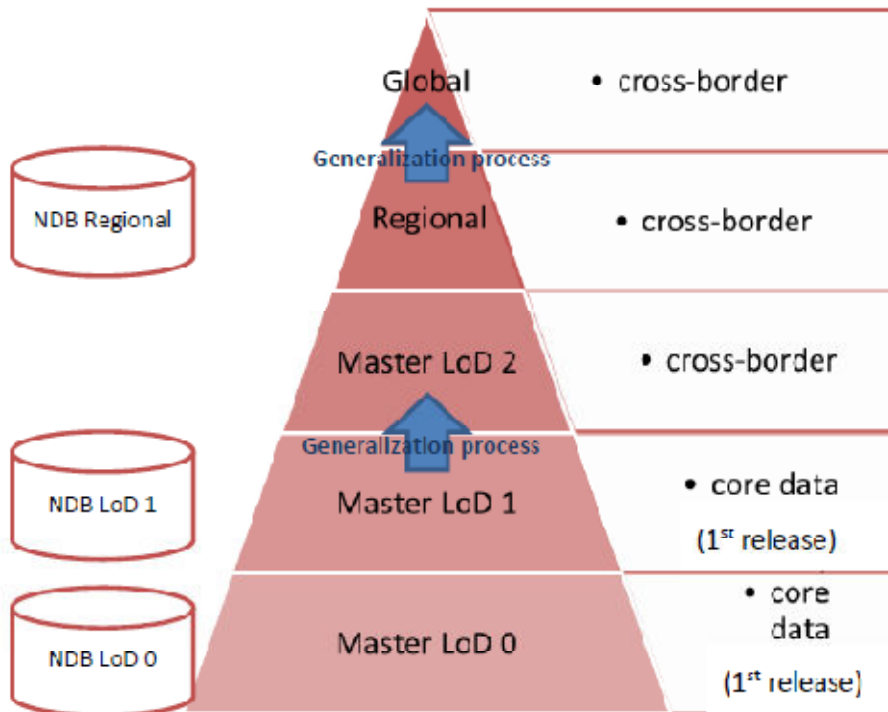 Global
• cross-border
Generalization process
NDB Regional
Regional
• cross-border
Master LoD 2
• cross-border
Generalization process
NDB LoD 1
Master LoD 1
• core data
(1st release)
NDB LoD 0
Master LoD 0
• core
data
(1st release)